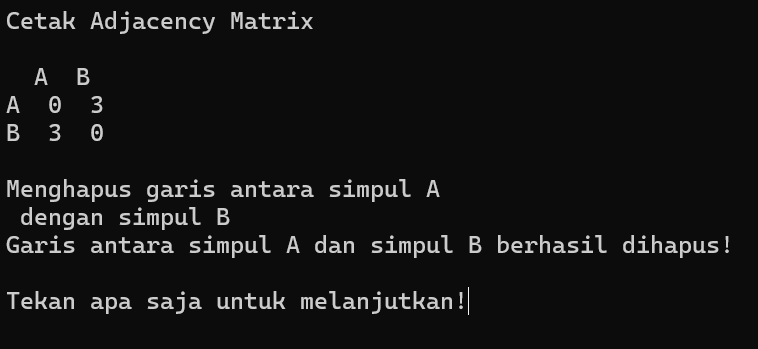 Cetak Adjacency Matrix
A B
A 0 3
B 3 0
Menghapus garis antara simpul A
dengan simpul B
Garis antara simpul A dan simpul B berhasil dihapus!
Tekan apa saja untuk melanjutkan!